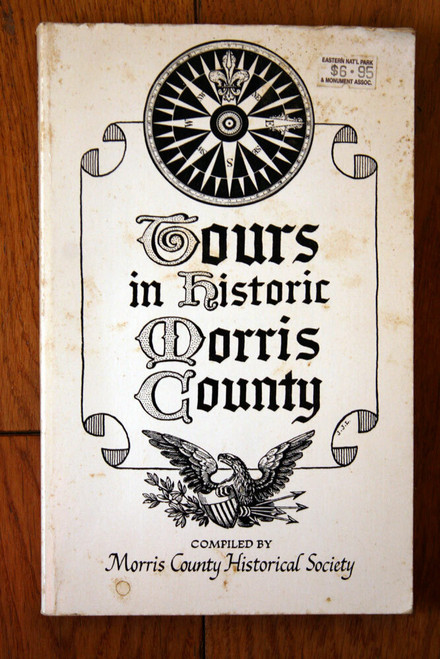 EASTERN NAT'L PARK
$6.95
& MONUMENT ASSOC.
N
W
E
S
Tours
in Historic
Morris
County
J.J.L.
COMPILED BY
Morris County Historical Society